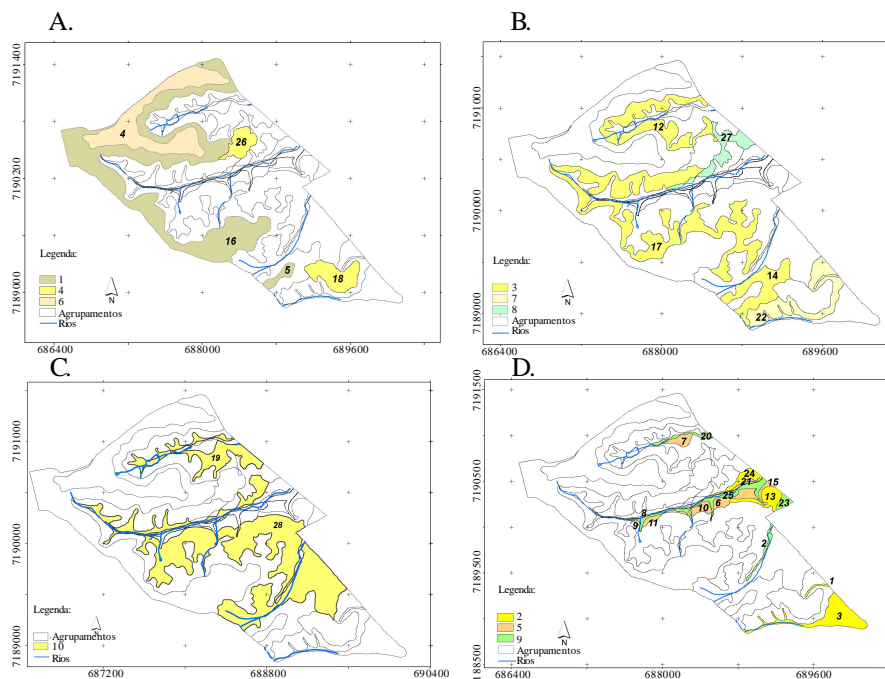 A.
7191400
7190200
7189000
4
26
16
5
18
Legenda:
1
4
6
Agrupamentos
Rios
N
686400 688000 689600
B.
7191000
7190000
7189000
12
27
17
14
22
Legenda:
3
7
8
Agrupamentos
Rios
N
686400 688000 689600
C.
7191000
7190000
7189000
19
28
Legenda:
Agrupamentos
10
Rios
N
687200 688800 690400
D.
7191500
7190500
7189500
7188500
20
7
24
21
15
13
25
23
6
10
8
9
11
2
1
3
Legenda:
2
5
9
Agrupamentos
Rios
N
686400 688000 689600